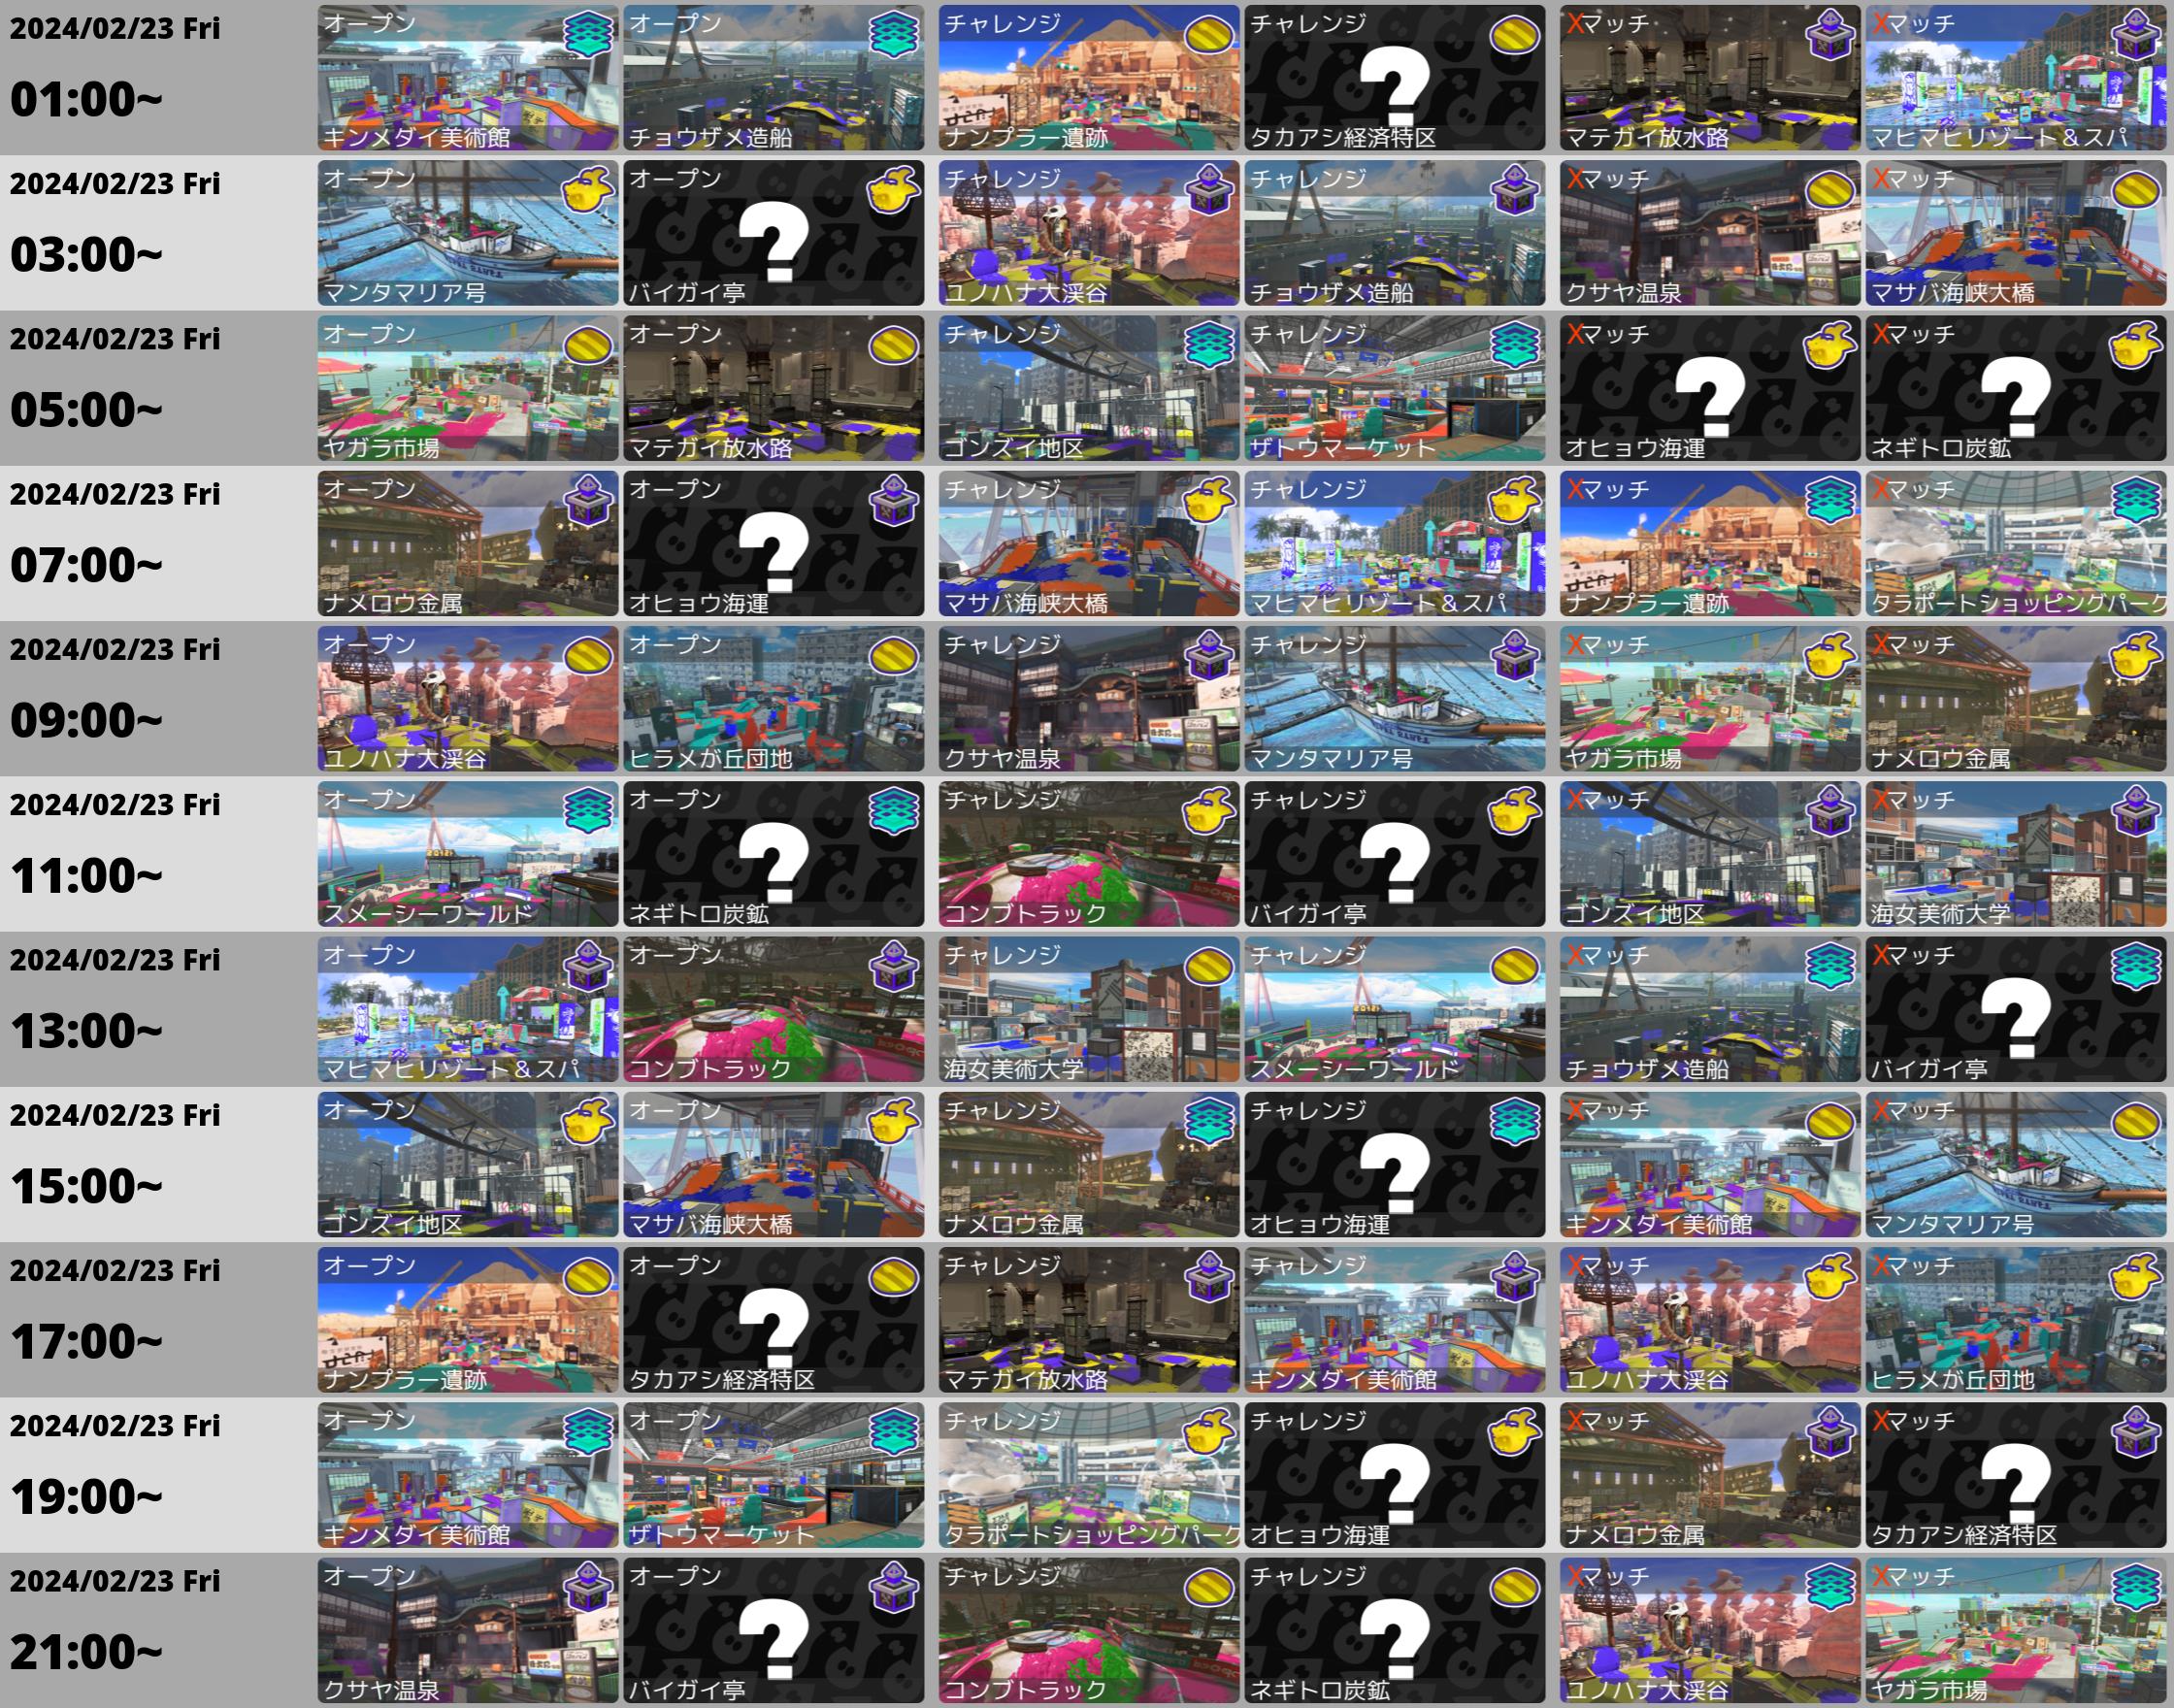 2024/02/23 Fri
01:00~
オープン
キンメダイ美術館
オープン
チョウザメ造船
チャレンジ
ナンプラー遺跡
チャレンジ
?
タカアシ経済特区
Xマッチ
マテガイ放水路
Xマッチ
マヒマヒリゾート&スパ
2024/02/23 Fri
03:00~
オープン
マンタマリア号
オープン
?
バイガイ亭
チャレンジ
ユノハナ大渓谷
チャレンジ
チョウザメ造船
Xマッチ
クサヤ温泉
Xマッチ
マサバ海峡大橋
2024/02/23 Fri
05:00~
オープン
ヤガラ市場
オープン
マテガイ放水路
チャレンジ
ゴンズイ地区
チャレンジ
ザトウマーケット
Xマッチ
?
オヒョウ海運
Xマッチ
?
ネギトロ炭鉱
2024/02/23 Fri
07:00~
オープン
ナメロウ金属
オープン
?
オヒョウ海運
チャレンジ
マサバ海峡大橋
チャレンジ
マヒマヒリゾート&スパ
Xマッチ
ナンプラー遺跡
Xマッチ
タラポートショッピングパーク
2024/02/23 Fri
09:00~
オープン
ユノハナ大渓谷
オープン
ヒラメが丘団地
チャレンジ
クサヤ温泉
チャレンジ
マンタマリア号
Xマッチ
ヤガラ市場
Xマッチ
ナメロウ金属
2024/02/23 Fri
11:00~
オープン
スメーシーワールド
オープン
?
ネギトロ炭鉱
チャレンジ
コンブトラック
チャレンジ
?
バイガイ亭
Xマッチ
ゴンズイ地区
Xマッチ
海女美術大学
2024/02/23 Fri
13:00~
オープン
マヒマヒリゾート&スパ
オープン
コンブトラック
チャレンジ
海女美術大学
チャレンジ
スメーシーワールド
Xマッチ
チョウザメ造船
Xマッチ
?
バイガイ亭
2024/02/23 Fri
15:00~
オープン
ゴンズイ地区
オープン
マサバ海峡大橋
チャレンジ
ナメロウ金属
チャレンジ
?
オヒョウ海運
Xマッチ
キンメダイ美術館
Xマッチ
マンタマリア号
2024/02/23 Fri
17:00~
オープン
ナンプラー遺跡
オープン
?
タカアシ経済特区
チャレンジ
マテガイ放水路
チャレンジ
キンメダイ美術館
Xマッチ
ユノハナ大渓谷
Xマッチ
ヒラメが丘団地
2024/02/23 Fri
19:00~
オープン
キンメダイ美術館
オープン
ザトウマーケット
チャレンジ
タラポートショッピングパーク
チャレンジ
?
オヒョウ海運
Xマッチ
ナメロウ金属
Xマッチ
?
タカアシ経済特区
2024/02/23 Fri
21:00~
オープン
クサヤ温泉
オープン
?
バイガイ亭
チャレンジ
コンブトラック
チャレンジ
?
ネギトロ炭鉱
Xマッチ
ユノハナ大渓谷
Xマッチ
ヤガラ市場